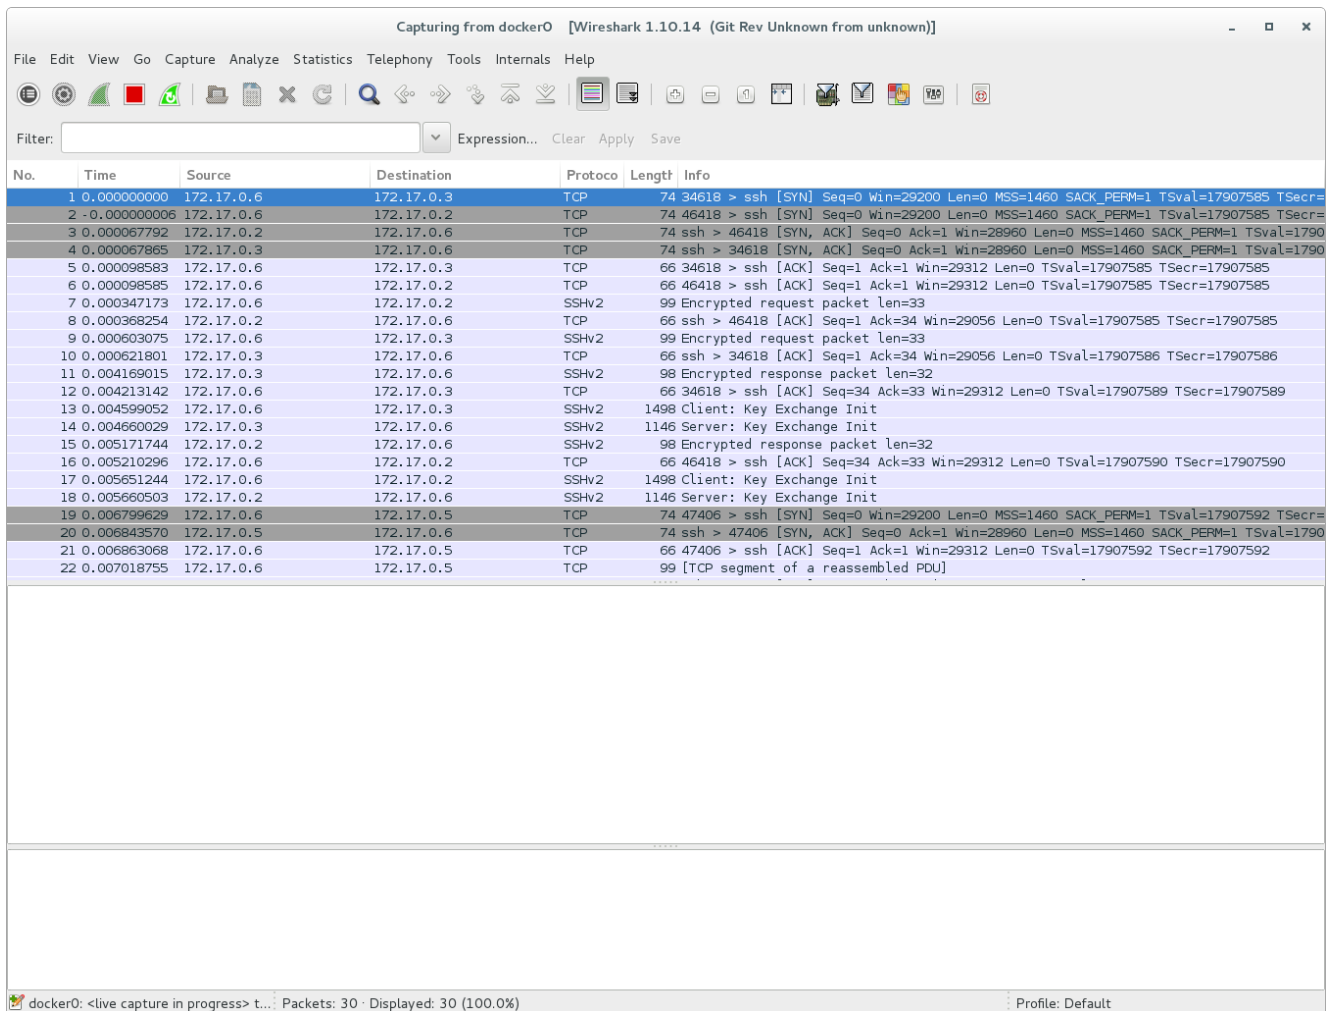 Capturing from docker0 [Wireshark 1.10.14 (Git Rev Unknown from unknown)]
File Edit View Go Capture Analyze Statistics Telephony Tools Internals Help
Filter: Expression... Clear Apply Save
No. Time Source Destination Protoco Length Info
1 0.000000000 172.17.0.6 172.17.0.3 TCP 74 34618 > ssh [SYN] Seq=0 Win=29200 Len=0 MSS=1460 SACK_PERM=1 TSval=17907585 TSecr=
2 -0.000000006 172.17.0.6 172.17.0.2 TCP 74 46418 > ssh [SYN] Seq=0 Win=29200 Len=0 MSS=1460 SACK_PERM=1 TSval=17907585 TSecr=
3 0.000067792 172.17.0.2 172.17.0.6 TCP 74 ssh > 46418 [SYN, ACK] Seq=0 Ack=1 Win=28960 Len=0 MSS=1460 SACK_PERM=1 TSval=1790
4 0.000067865 172.17.0.3 172.17.0.6 TCP 74 ssh > 34618 [SYN, ACK] Seq=0 Ack=1 Win=28960 Len=0 MSS=1460 SACK_PERM=1 TSval=1790
5 0.000098583 172.17.0.6 172.17.0.3 TCP 66 34618 > ssh [ACK] Seq=1 Ack=1 Win=29312 Len=0 TSval=17907585 TSecr=17907585
6 0.000098585 172.17.0.6 172.17.0.2 TCP 66 46418 > ssh [ACK] Seq=1 Ack=1 Win=29312 Len=0 TSval=17907585 TSecr=17907585
7 0.000347173 172.17.0.6 172.17.0.2 SSHv2 99 Encrypted request packet len=33
8 0.000368254 172.17.0.2 172.17.0.6 TCP 66 ssh > 46418 [ACK] Seq=1 Ack=34 Win=29056 Len=0 TSval=17907585 TSecr=17907585
9 0.000603075 172.17.0.6 172.17.0.3 SSHv2 99 Encrypted request packet len=33
10 0.000621801 172.17.0.3 172.17.0.6 TCP 66 ssh > 34618 [ACK] Seq=1 Ack=34 Win=29056 Len=0 TSval=17907586 TSecr=17907586
11 0.004169015 172.17.0.3 172.17.0.6 SSHv2 98 Encrypted response packet len=32
12 0.004213142 172.17.0.6 172.17.0.3 TCP 66 34618 > ssh [ACK] Seq=34 Ack=33 Win=29312 Len=0 TSval=17907589 TSecr=17907589
13 0.004599052 172.17.0.6 172.17.0.3 SSHv2 1498 Client: Key Exchange Init
14 0.004660029 172.17.0.3 172.17.0.6 SSHv2 1146 Server: Key Exchange Init
15 0.005171744 172.17.0.2 172.17.0.6 SSHv2 98 Encrypted response packet len=32
16 0.005210296 172.17.0.6 172.17.0.2 TCP 66 46418 > ssh [ACK] Seq=34 Ack=33 Win=29312 Len=0 TSval=17907590 TSecr=17907590
17 0.005651244 172.17.0.6 172.17.0.2 SSHv2 1498 Client: Key Exchange Init
18 0.005660503 172.17.0.2 172.17.0.6 SSHv2 1146 Server: Key Exchange Init
19 0.006799629 172.17.0.6 172.17.0.5 TCP 74 47406 > ssh [SYN] Seq=0 Win=29200 Len=0 MSS=1460 SACK_PERM=1 TSval=17907592 TSecr=
20 0.006843570 172.17.0.5 172.17.0.6 TCP 74 ssh > 47406 [SYN, ACK] Seq=0 Ack=1 Win=28960 Len=0 MSS=1460 SACK_PERM=1 TSval=1790
21 0.006863068 172.17.0.6 172.17.0.5 TCP 66 47406 > ssh [ACK] Seq=1 Ack=1 Win=29312 Len=0 TSval=17907592 TSecr=17907592
22 0.007018755 172.17.0.6 172.17.0.5 TCP 99 [TCP segment of a reassembled PDU]
docker0: <live capture in progress> t... Packets: 30 · Displayed: 30 (100.0%) Profile: Default